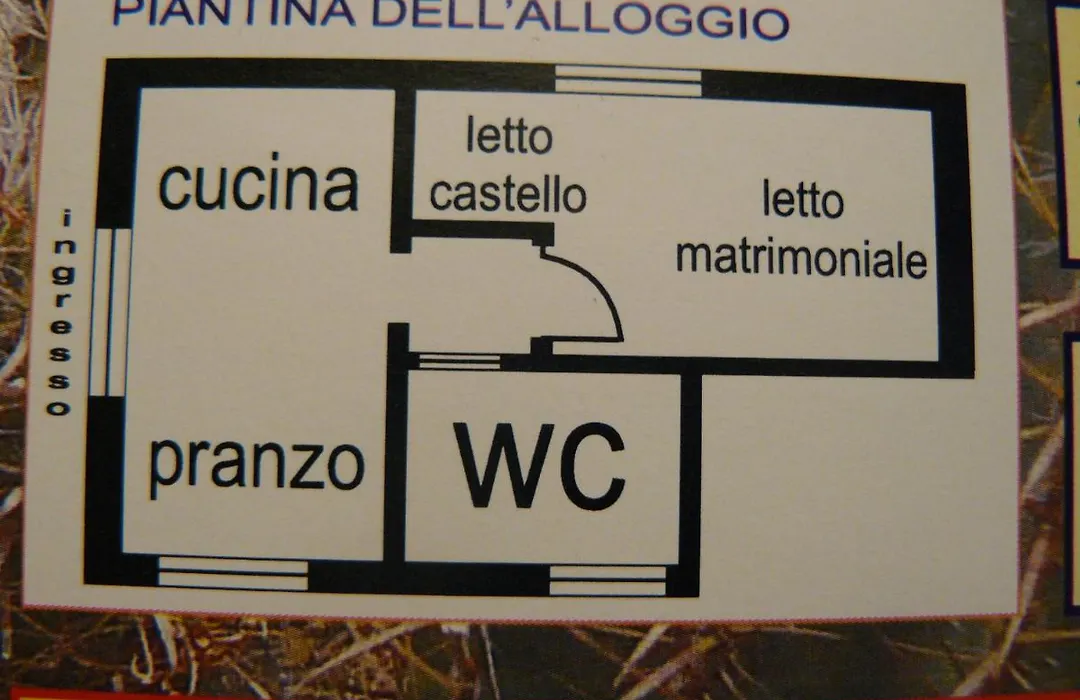 PIANTINA DELL'ALLOGGIO
letto
castello
cucina
letto
matrimoniale
ingresso
pranzo
WC